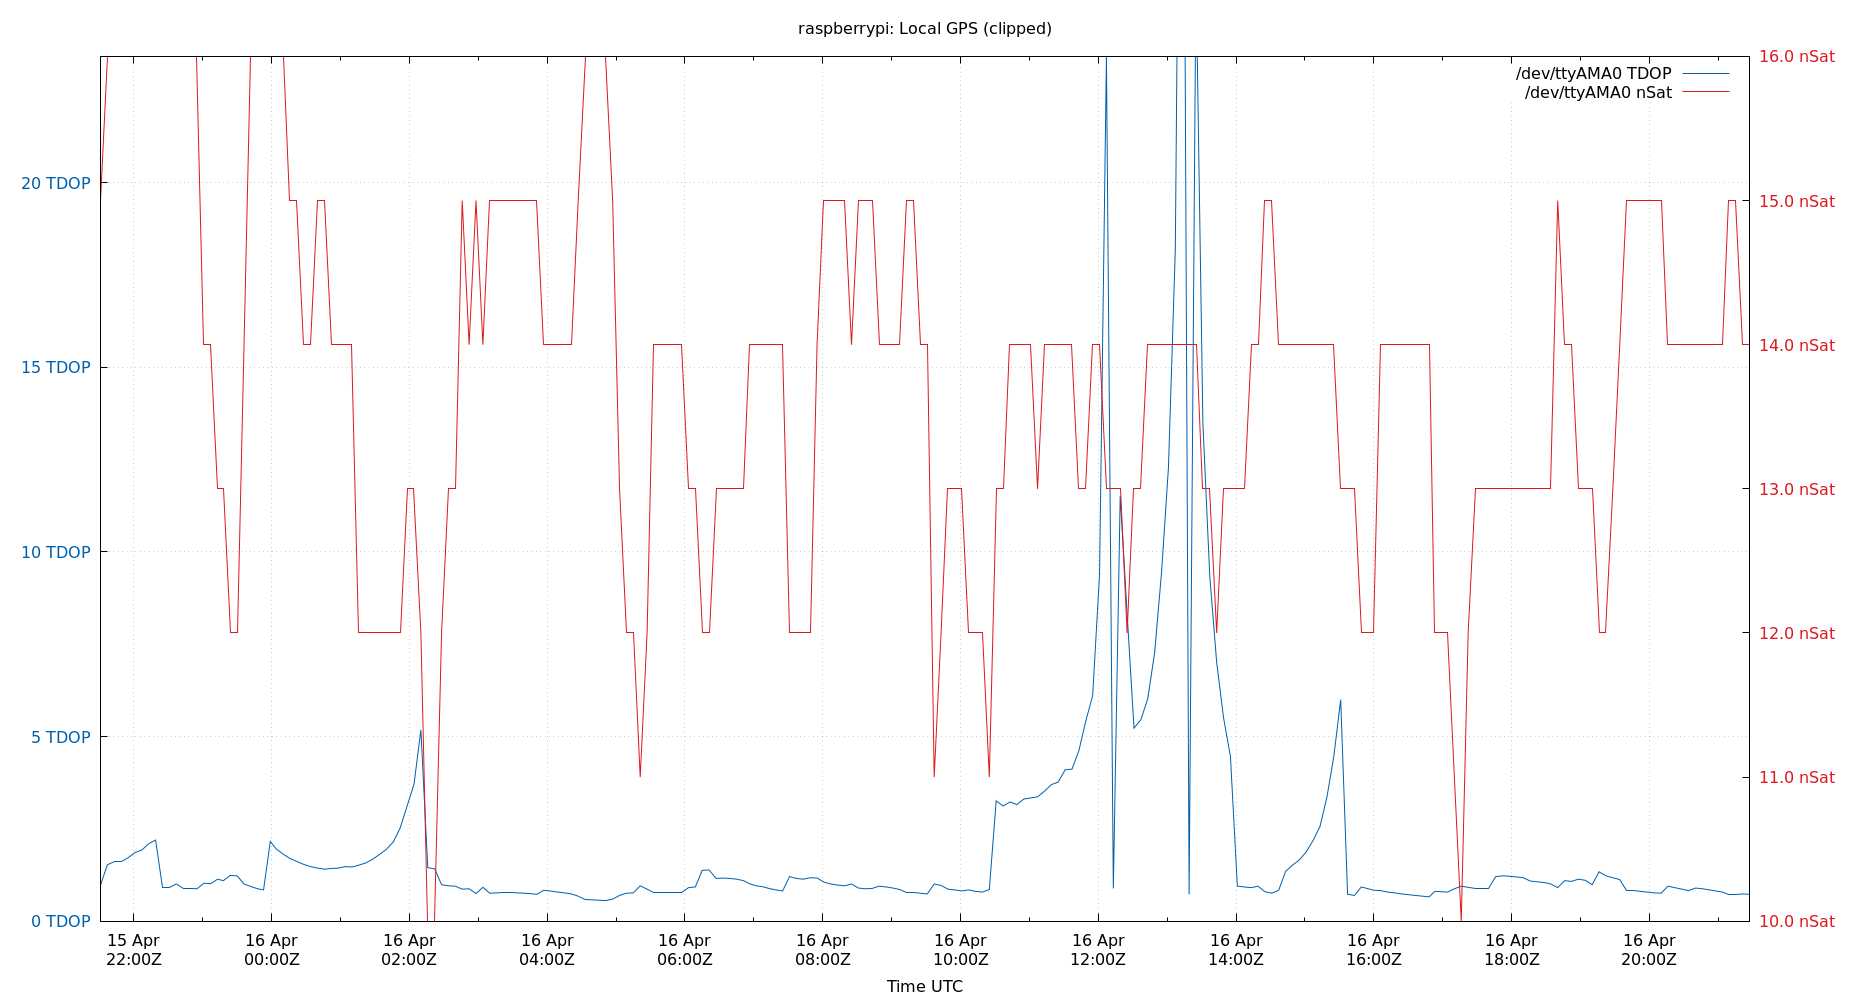 raspberrypi: Local GPS (clipped)
16.0 nSat
/dev/ttyAMA0 TDOP
/dev/ttyAMA0 nSat
20 TDOP
15.0 nSat
15 TDOP
14.0 nSat
13.0 nSat
10 TDOP
12.0 nSat
5 TDOP
11.0 nSat
0 TDOP
10.0 nSat
15 Apr 16 Apr 16 Apr 16 Apr 16 Apr 16 Apr 16 Apr 16 Apr 16 Apr 16 Apr 16 Apr 16 Apr
22:00Z 00:00Z 02:00Z 04:00Z 06:00Z 08:00Z 10:00Z 12:00Z 14:00Z 16:00Z 18:00Z 20:00Z
Time UTC